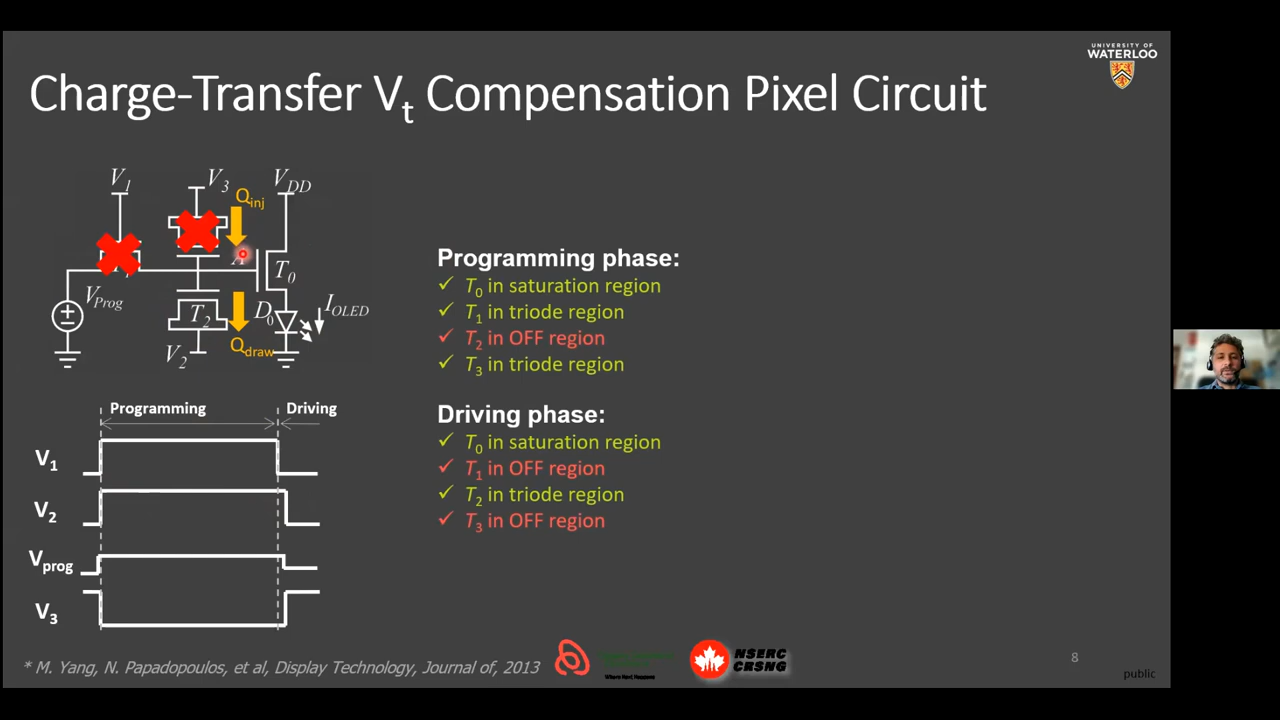 UNIVERSITY OF
WATERLOO
Charge-Transfer Vt Compensation Pixel Circuit
V1
V3
VDD
Qinj
A
T0
VProg
T2
D0
IOLED
V2
Qdraw
Programming phase:
✓ T0 in saturation region
✓ T1 in triode region
✓ T2 in OFF region
✓ T3 in triode region
Driving phase:
✓ T0 in saturation region
✓ T1 in OFF region
✓ T2 in triode region
✓ T3 in OFF region
Programming
Driving
V1
V2
Vprog
V3
* M. Yang, N. Papadopoulos, et al, Display Technology, Journal of, 2013
NSERC
CRSNG
8
public